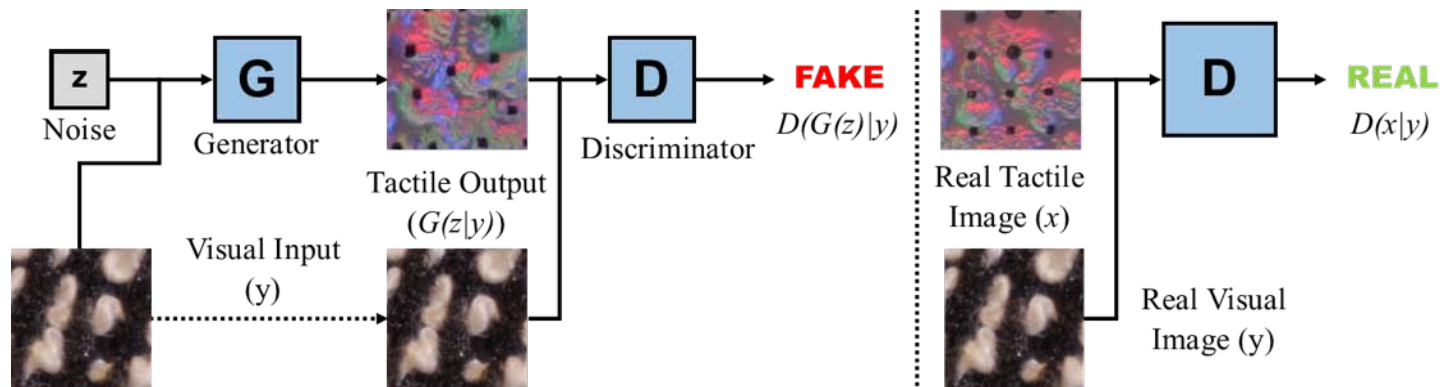 z
Noise
G
Generator
Tactile Output
(G(z|y))
Visual Input
(y)
D
Discriminator
FAKE
D(G(z)|y)
Real Tactile
Image (x)
D
REAL
D(x|y)
Real Visual
Image (y)